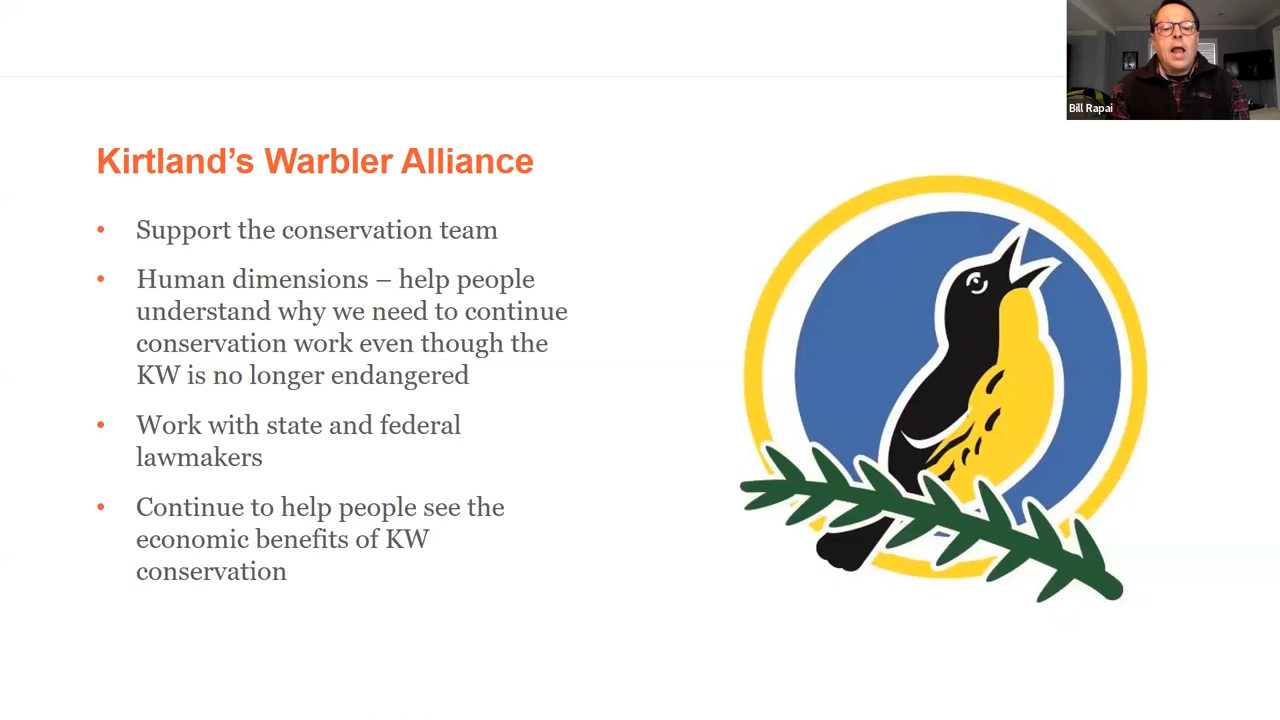 Bill Rapai
Kirtland’s Warbler Alliance
• Support the conservation team
• Human dimensions – help people
understand why we need to continue
conservation work even though the
KW is no longer endangered
• Work with state and federal
lawmakers
• Continue to help people see the
economic benefits of KW
conservation